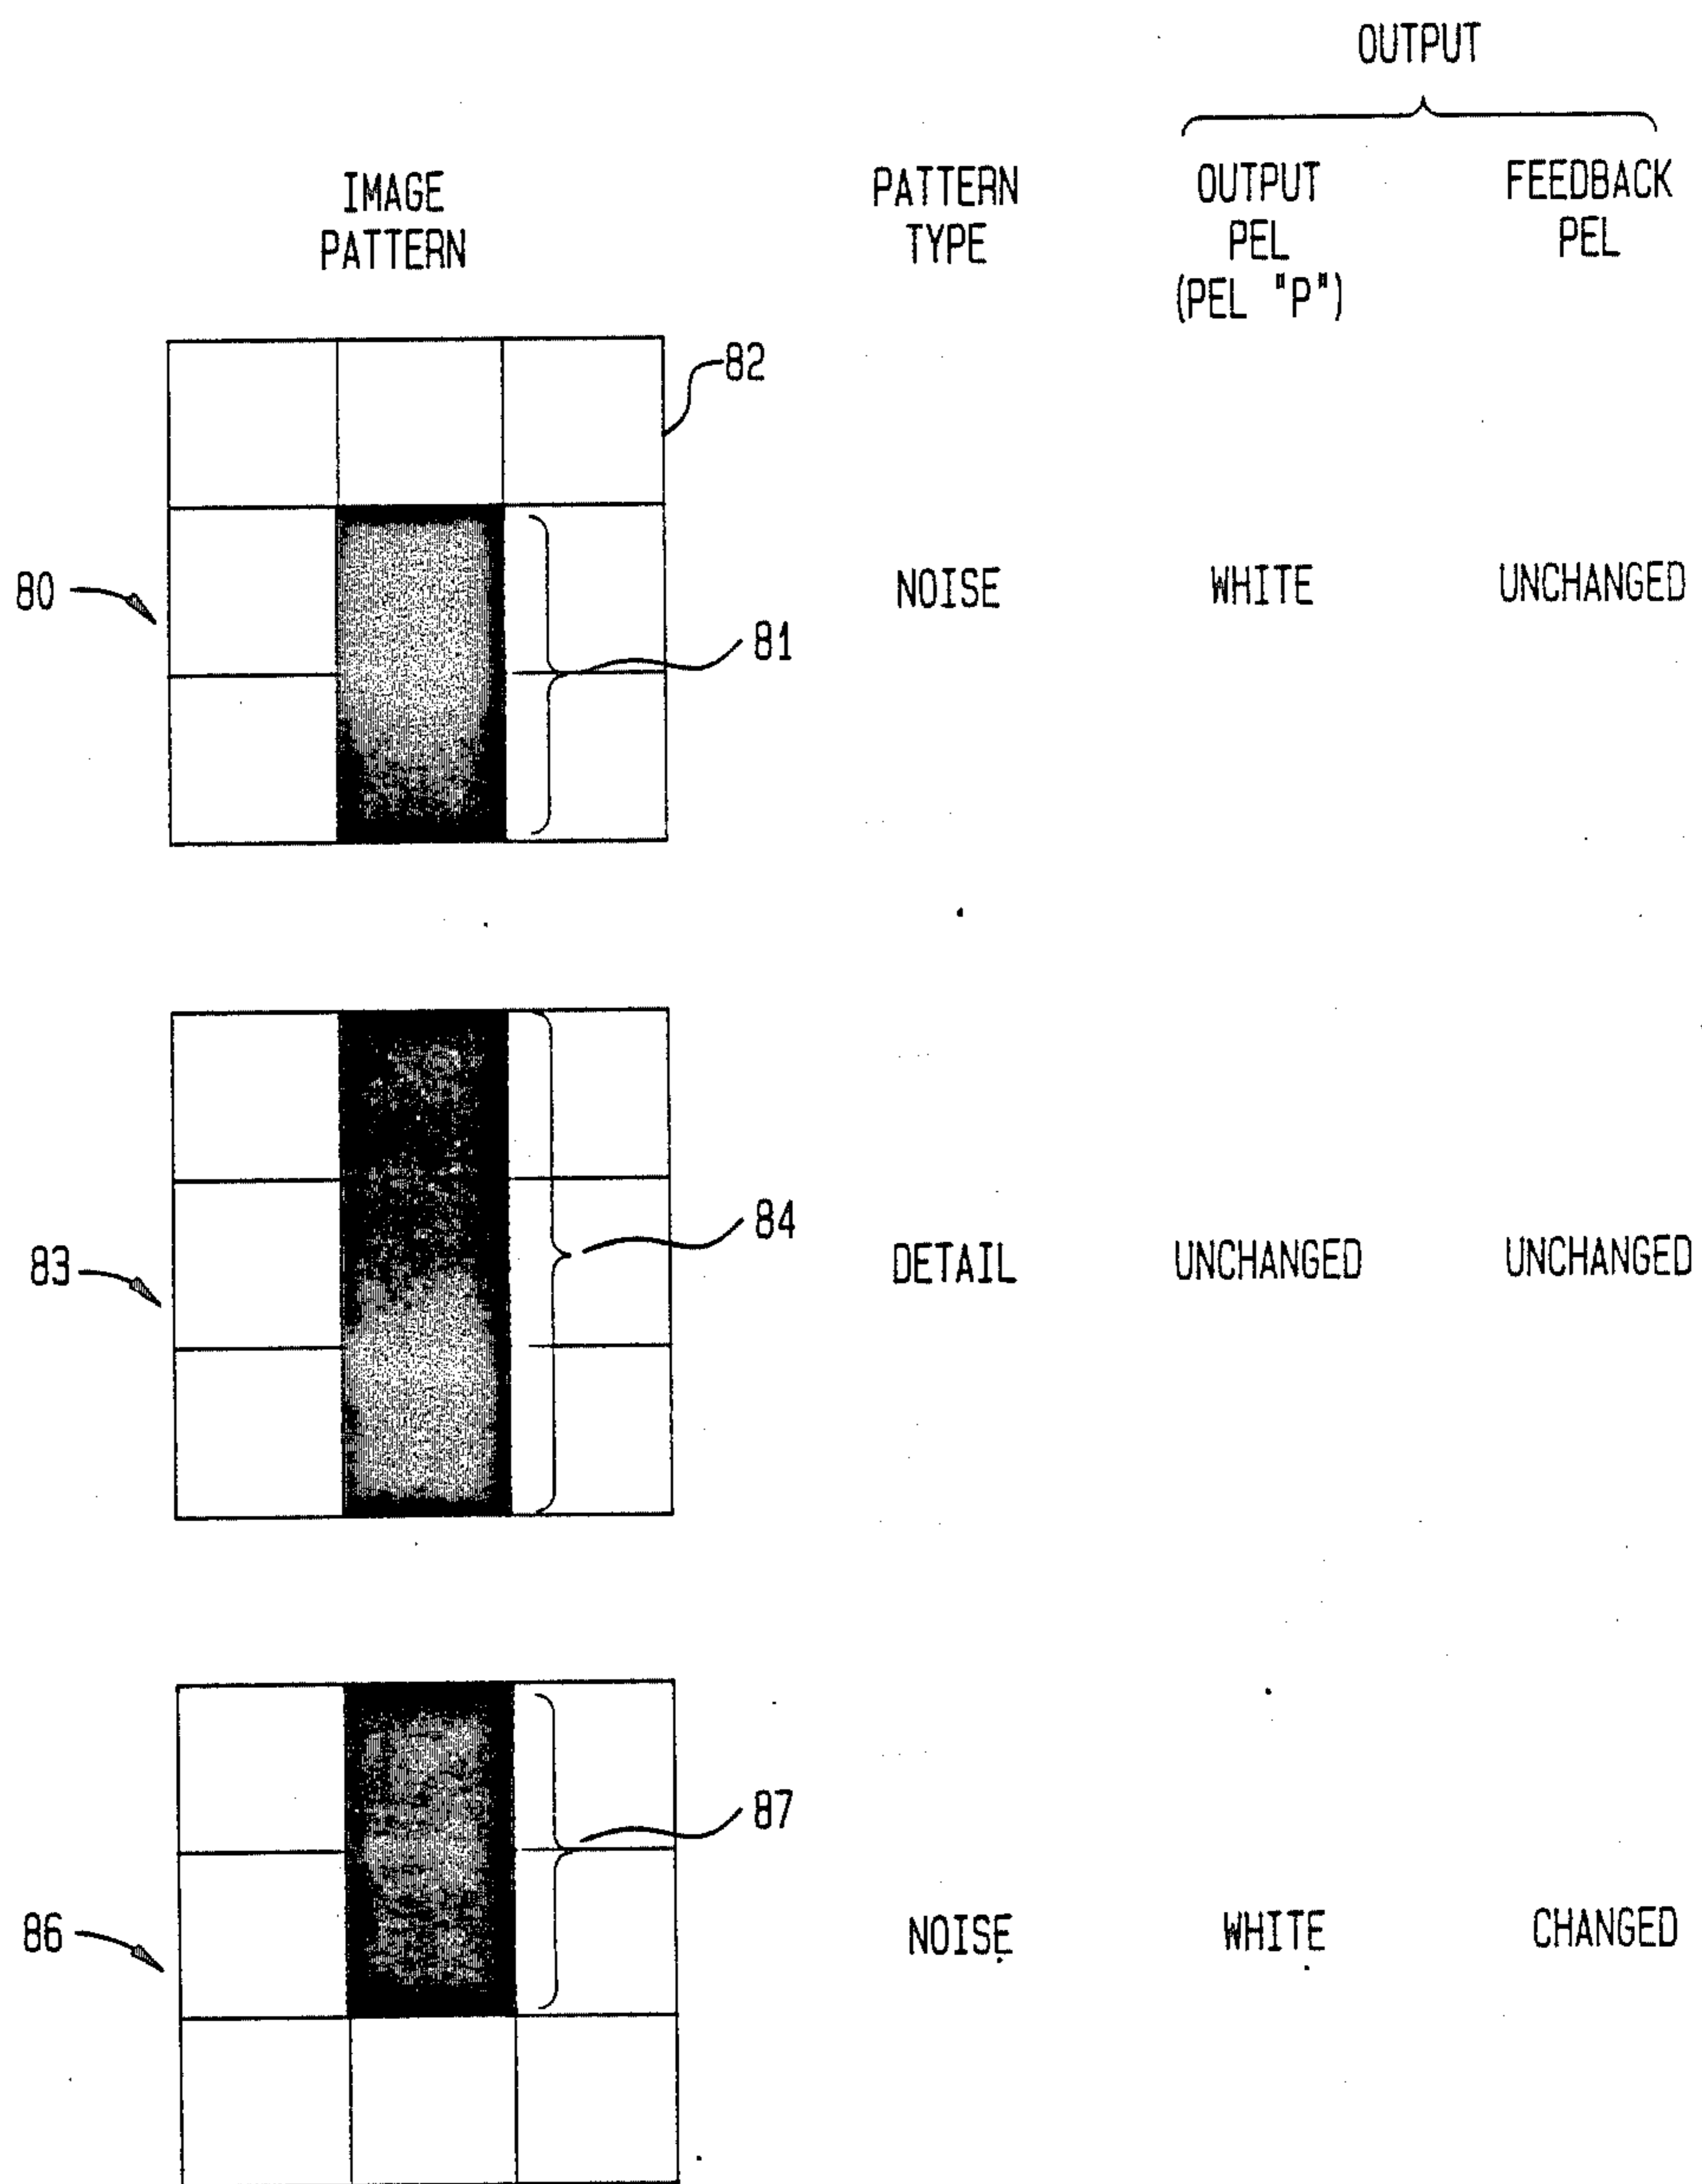 OUTPUT
IMAGE
PATTERN
PATTERN
TYPE
OUTPUT
PEL
(PEL "P")
FEEDBACK
PEL
82
80
81
NOISE
WHITE
UNCHANGED
83
84
DETAIL
UNCHANGED
UNCHANGED
86
87
NOISE
WHITE
CHANGED